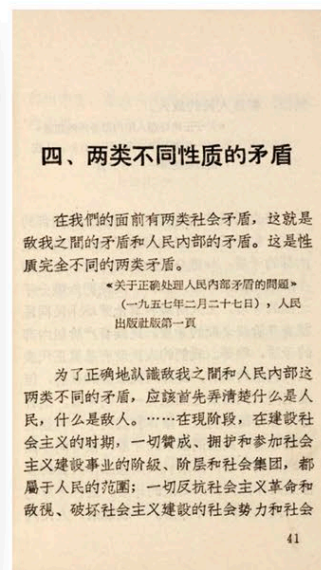 四、两类不同性质的矛盾
在我們的面前有两类社会矛盾，这就是
敌我之間的矛盾和人民內部的矛盾。这是性
质完全不同的两类矛盾。
《关于正确处理人民內部矛盾的問題》
（一九五七年二月二十七日），人民
出版社版第一頁
为了正确地认識敌我之間和人民內部这
两类不同的矛盾，应該首先弄清楚什么是人
民，什么是敌人。……在現阶段，在建設社
会主义的时期，一切贊成、拥护和参加社会
主义建設事业的阶級、阶层和社会集团，都
屬于人民的范圍；一切反抗社会主义革命和
敌視、破坏社会主义建設的社会势力和社会
41